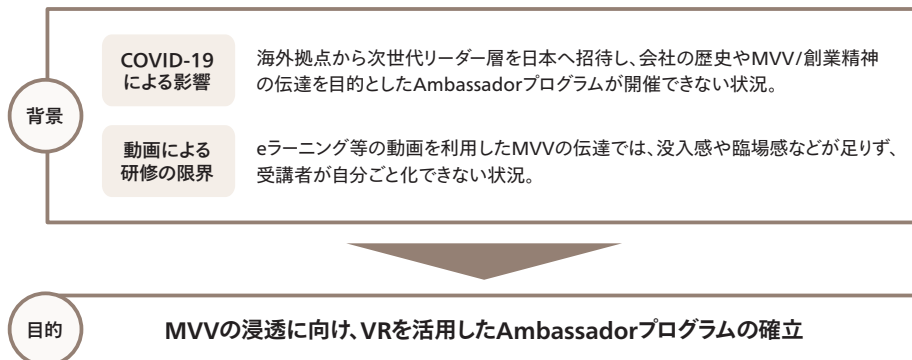 背景
COVID-19
による影響
海外拠点から次世代リーダー層を日本へ招待し、会社の歴史やMVV/創業精神
の伝達を目的としたAmbassadorプログラムが開催できない状況。
動画による
研修の限界
eラーニング等の動画を利用したMVVの伝達では、没入感や臨場感などが足りず、
受講者が自分ごと化できない状況。
目的
MVVの浸透に向け、VRを活用したAmbassadorプログラムの確立